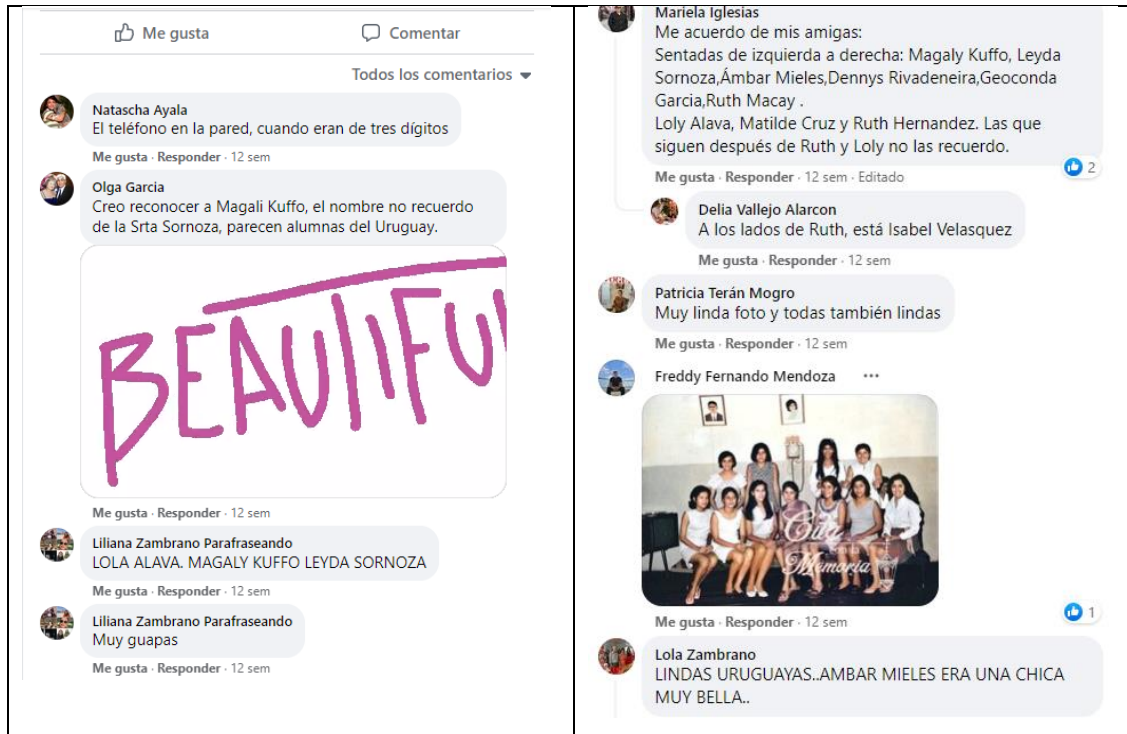 Me gusta
Comentar
Todos los comentarios
Natascha Ayala
El teléfono en la pared, cuando eran de tres dígitos
Me gusta · Responder · 12 sem
Olga Garcia
Creo reconocer a Magali Kuffo, el nombre no recuerdo
de la Srta Sornoza, parecen alumnas del Uruguay.
BEAUTIFU
Me gusta · Responder · 12 sem
Liliana Zambrano Parafraseando
LOLA ALAVA. MAGALY KUFFO LEYDA SORNOZA
Me gusta · Responder · 12 sem
Liliana Zambrano Parafraseando
Muy guapas
Me gusta · Responder · 12 sem
Mariela Iglesias
Me acuerdo de mis amigas:
Sentadas de izquierda a derecha: Magaly Kuffo, Leyda
Sornoza,Ámbar Mieles,Dennys Rivadeneira,Geoconda
Garcia,Ruth Macay .
Loly Alava, Matilde Cruz y Ruth Hernandez. Las que
siguen después de Ruth y Loly no las recuerdo.
2
Me gusta · Responder · 12 sem · Editado
Delia Vallejo Alarcon
A los lados de Ruth, está Isabel Velasquez
Me gusta · Responder · 12 sem
Patricia Terán Mogro
Muy linda foto y todas también lindas
Me gusta · Responder · 12 sem
Freddy Fernando Mendoza
Memoria
1
Me gusta · Responder · 12 sem
Lola Zambrano
LINDAS URUGUAYAS..AMBAR MIELES ERA UNA CHICA
MUY BELLA..